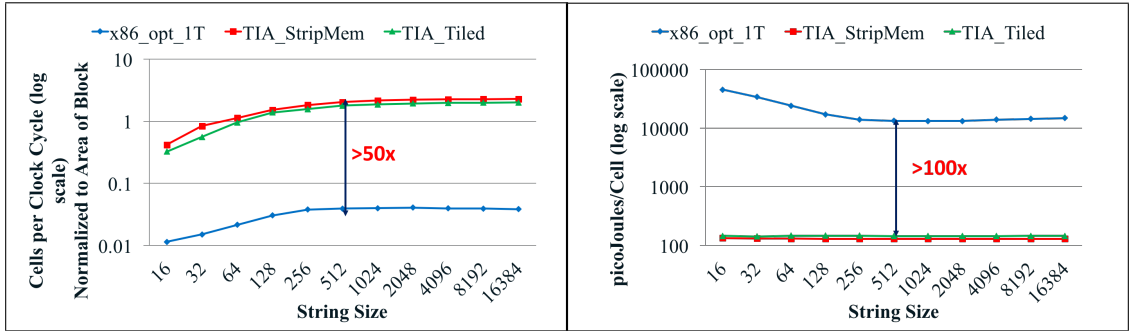 x86_opt_1T TIA_StripMem TIA_Tiled
Cells per Clock Cycle (log
scale)
Normalized to Area of Block
10
1
0.1
0.01
>50x
16 32 64 128 256 512 1024 2048 4096 8192 16384
String Size
x86_opt_1T TIA_StripMem TIA_Tiled
picoJoules/Cell (log scale)
100000
10000
1000
100
>100x
16 32 64 128 256 512 1024 2048 4096 8192 16384
String Size